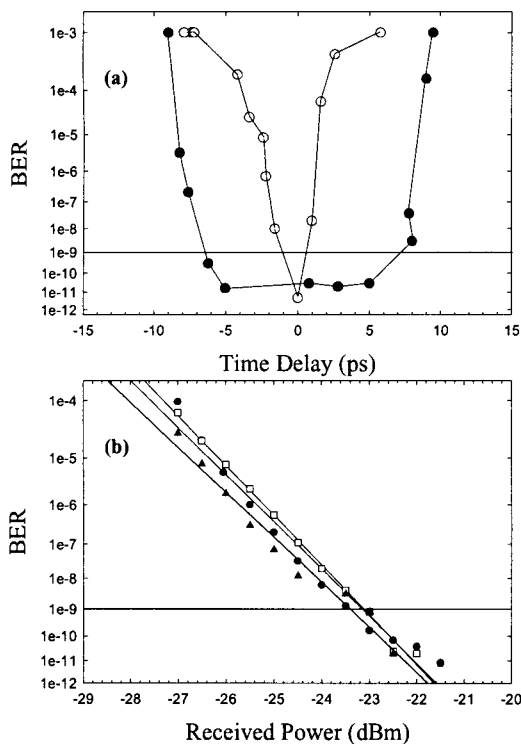 1e-3
(a)
1e-4
1e-5
1e-6
1e-7
1e-8
1e-9
1e-10
1e-11
1e-12
BER
-15 -10 -5 0 5 10 15
Time Delay (ps)
1e-4
(b)
1e-5
1e-6
1e-7
1e-8
1e-9
1e-10
1e-11
1e-12
BER
-29 -28 -27 -26 -25 -24 -23 -22 -21 -20
Received Power (dBm)